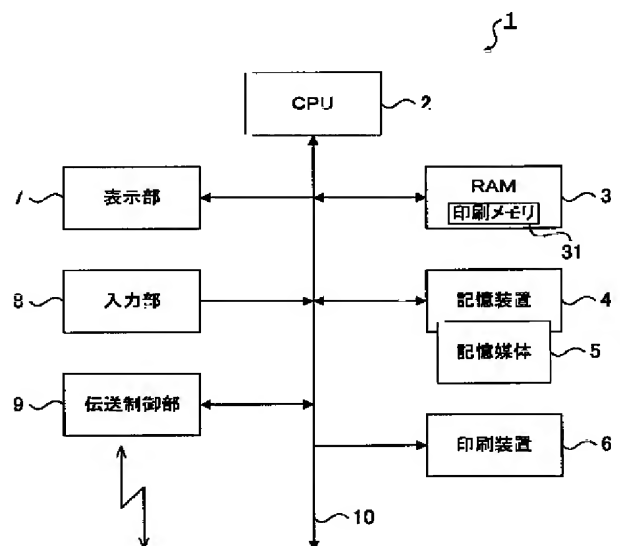 1
CPU 2
7 表示部
RAM 3
印刷メモリ
31
8 入力部
記憶装置 4
記憶媒体 5
9 伝送制御部
印刷装置 6
10